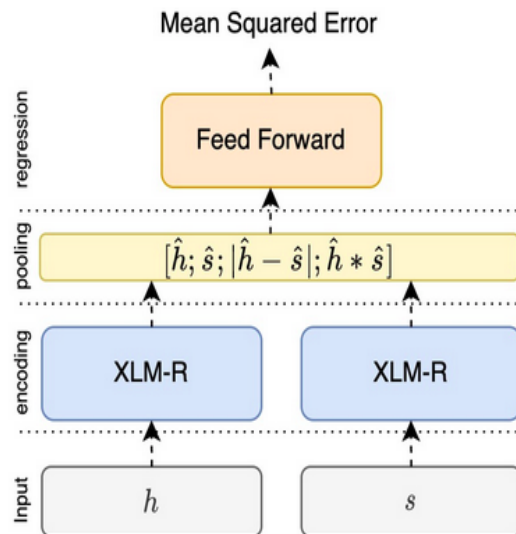 Mean Squared Error
regression
Feed Forward
pooling
[ĥ; ŝ; |ĥ − ŝ|; ĥ * ŝ]
encoding
XLM-R
XLM-R
Input
h
s